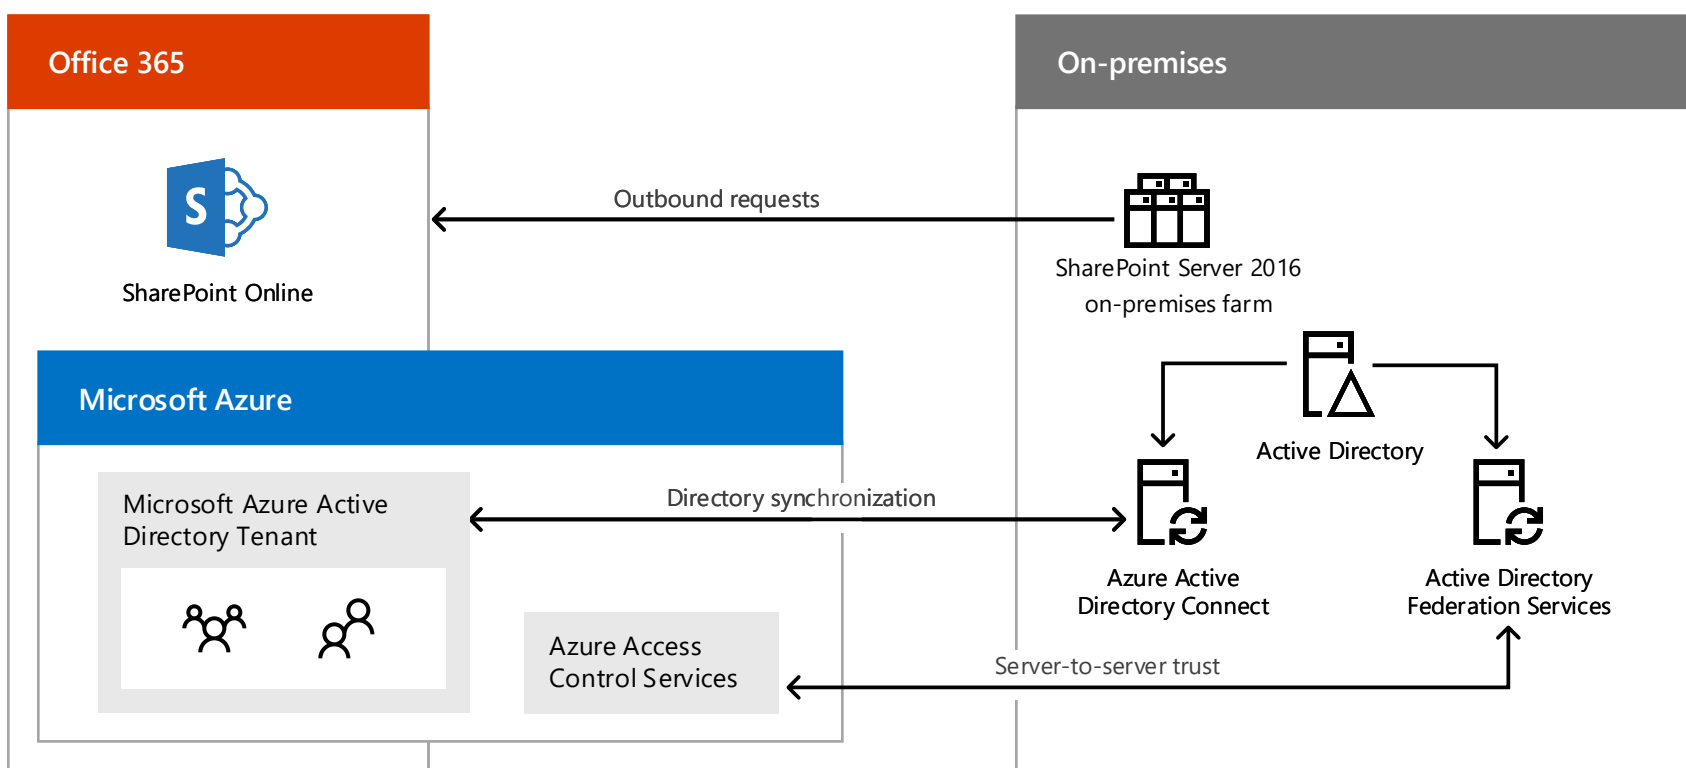 Office 365
On-premises
S
Outbound requests
SharePoint Online
SharePoint Server 2016
on-premises farm
Microsoft Azure
Active Directory
Microsoft Azure Active
Directory Tenant
Directory synchronization
Azure Active
Directory Connect
Active Directory
Federation Services
Azure Access
Control Services
Server-to-server trust